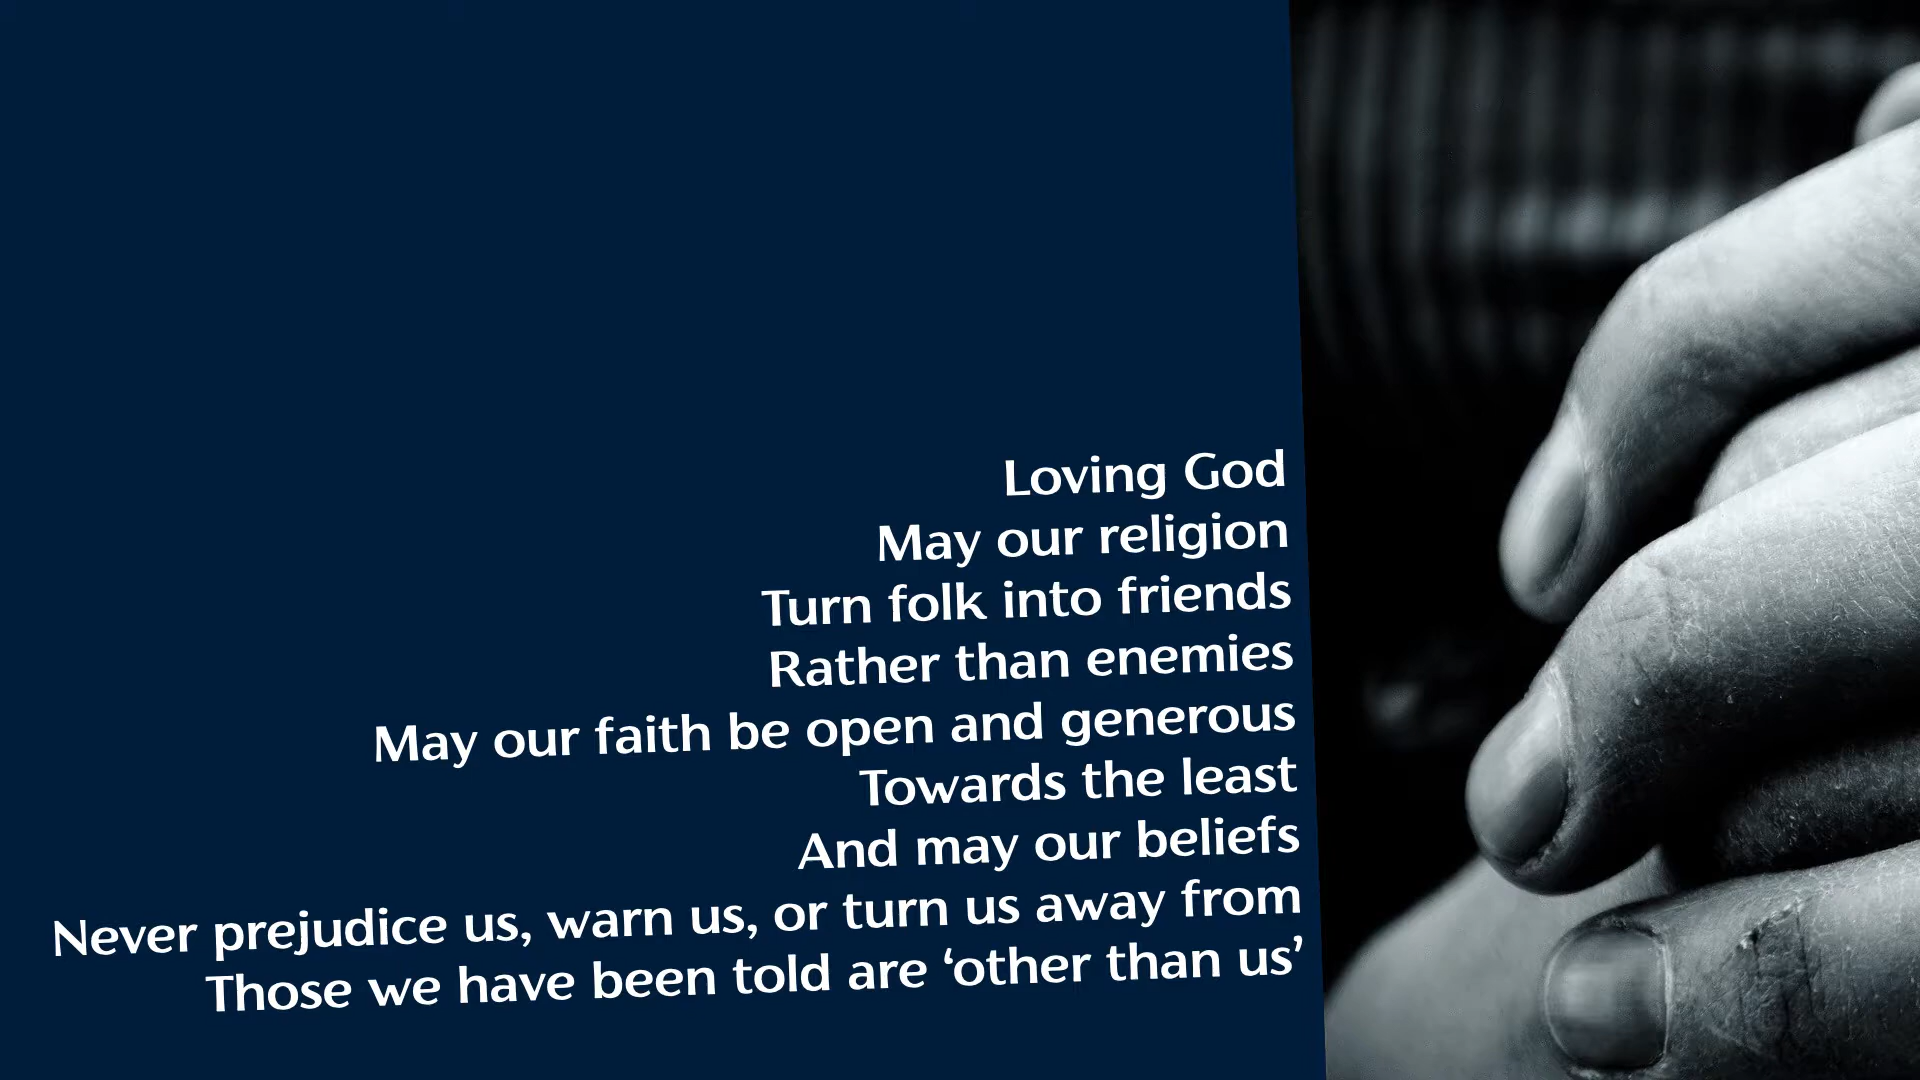 Loving God
May our religion
Turn folk into friends
Rather than enemies
May our faith be open and generous
Towards the least
And may our beliefs
Never prejudice us, warn us, or turn us away from
Those we have been told are ‘other than us’